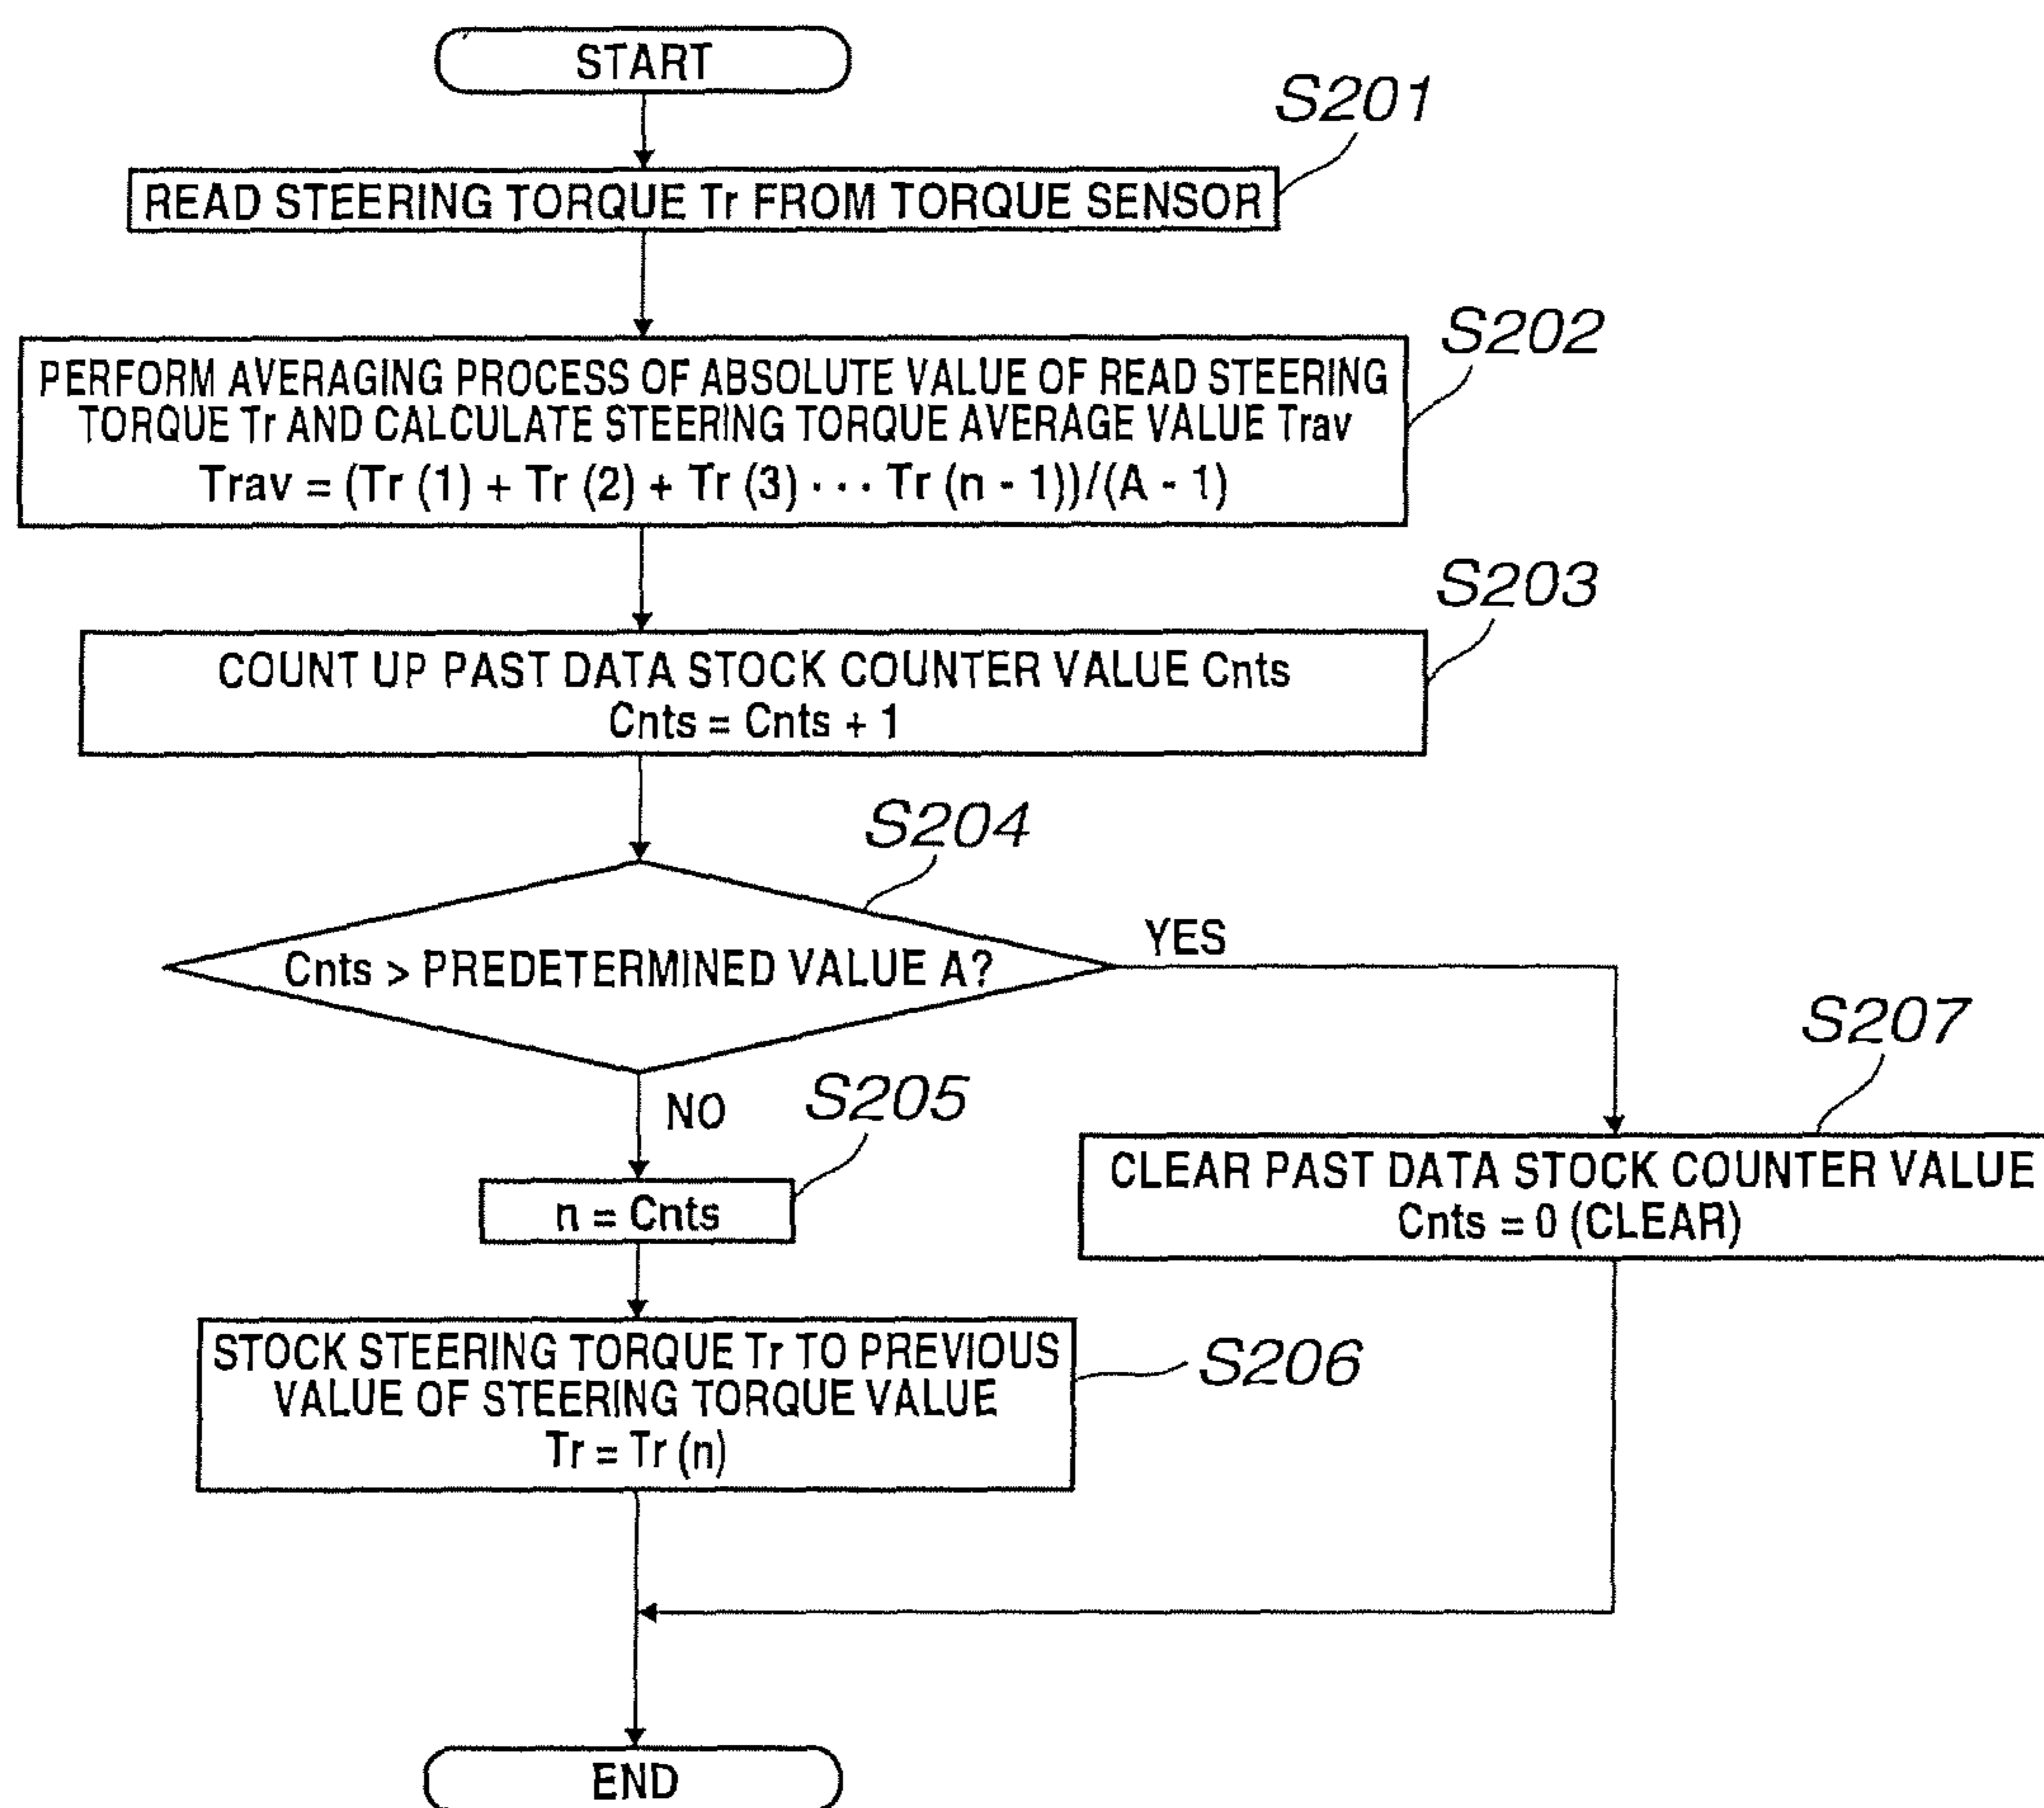 START
S201
READ STEERING TORQUE Tr FROM TORQUE SENSOR
S202
PERFORM AVERAGING PROCESS OF ABSOLUTE VALUE OF READ STEERING
TORQUE Tr AND CALCULATE STEERING TORQUE AVERAGE VALUE Trav
Trav = (Tr (1) + Tr (2) + Tr (3) · · · Tr (n - 1))/(A - 1)
S203
COUNT UP PAST DATA STOCK COUNTER VALUE Cnts
Cnts = Cnts + 1
S204
Cnts > PREDETERMINED VALUE A?
YES
NO
S205
n = Cnts
S207
CLEAR PAST DATA STOCK COUNTER VALUE
Cnts = 0 (CLEAR)
STOCK STEERING TORQUE Tr TO PREVIOUS
VALUE OF STEERING TORQUE VALUE
Tr = Tr (n)
S206
END